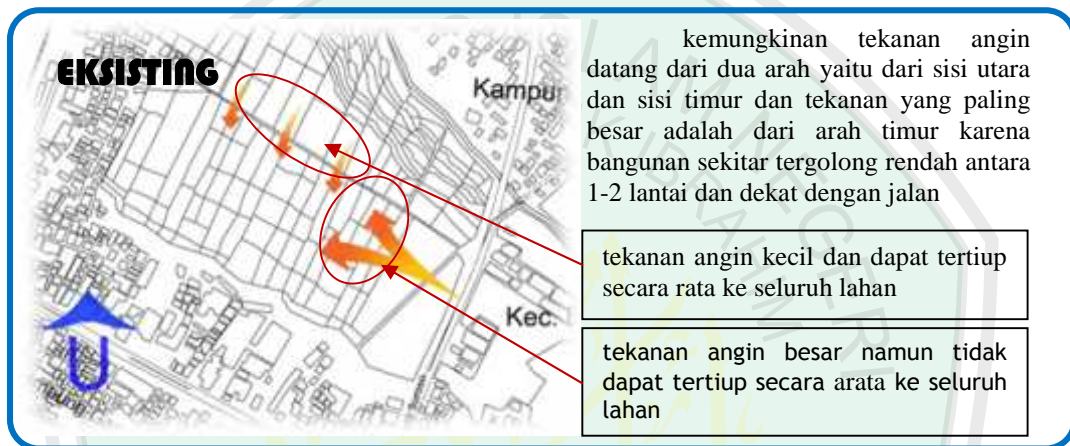 EKSISTING
Kampu
Kec.
U
kemungkinan tekanan angin
datang dari dua arah yaitu dari sisi utara
dan sisi timur dan tekanan yang paling
besar adalah dari arah timur karena
bangunan sekitar tergolong rendah antara
1-2 lantai dan dekat dengan jalan
tekanan angin kecil dan dapat tertiup
secara rata ke seluruh lahan
tekanan angin besar namun tidak
dapat tertiup secara arata ke seluruh
lahan